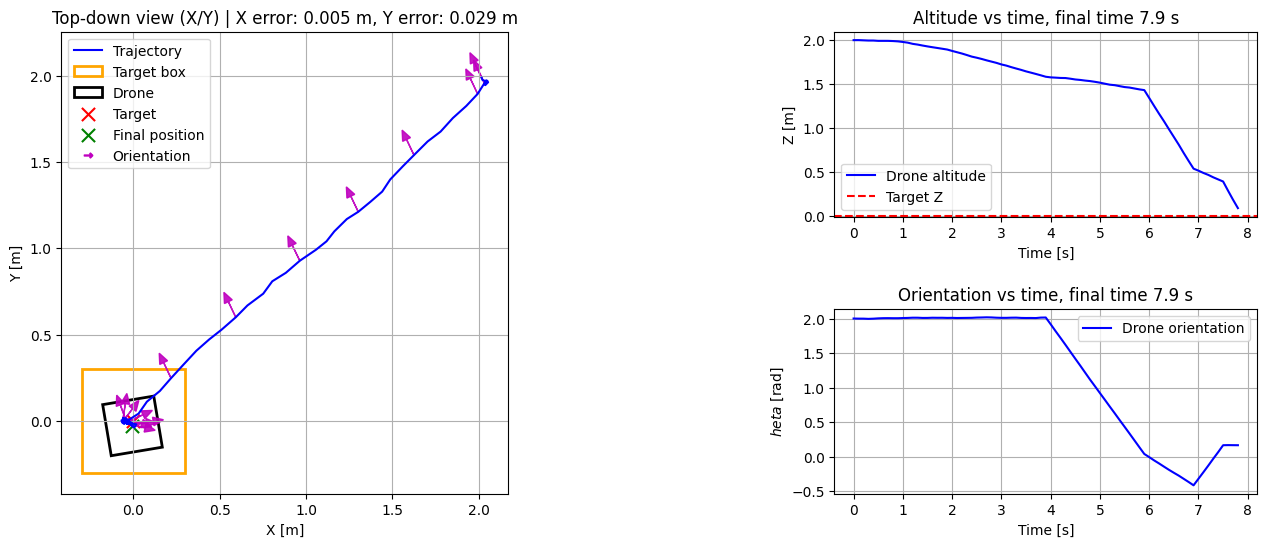 Top-down view (X/Y) | X error: 0.005 m, Y error: 0.029 m
Trajectory
Target box
Drone
Target
Final position
Orientation
2.0
1.5
1.0
0.5
0.0
Y [m]
0.0 0.5 1.0 1.5 2.0
X [m]
Altitude vs time, final time 7.9 s
2.0
1.5
1.0
0.5
0.0
Z [m]
Drone altitude
Target Z
0 1 2 3 4 5 6 7 8
Time [s]
Orientation vs time, final time 7.9 s
2.0
1.5
1.0
0.5
0.0
−0.5
heta [rad]
Drone orientation
0 1 2 3 4 5 6 7 8
Time [s]